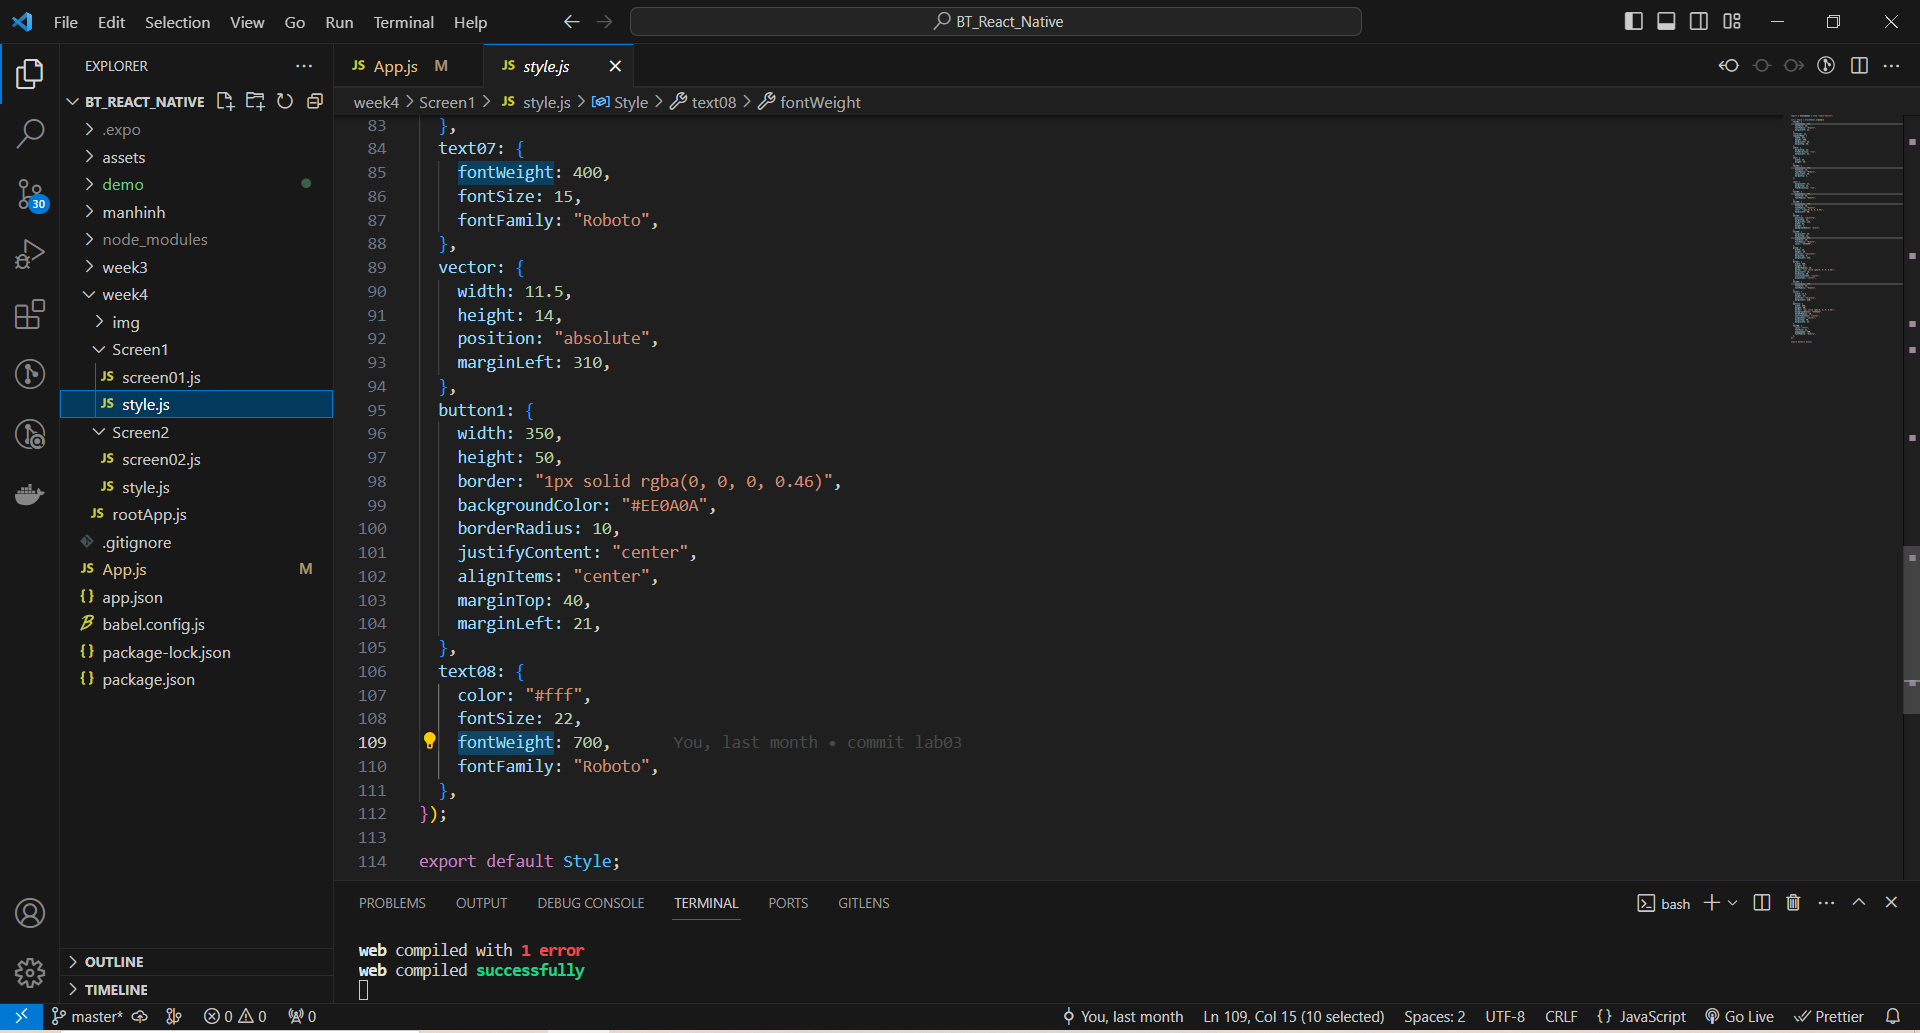 File Edit Selection View Go Run Terminal Help
BT_React_Native
EXPLORER
BT_REACT_NATIVE
.expo
assets
demo
manhinh
node_modules
week3
week4
img
Screen1
JS screen01.js
JS style.js
Screen2
JS screen02.js
JS style.js
JS rootApp.js
.gitignore
JS App.js M
{} app.json
babel.config.js
{} package-lock.json
{} package.json
OUTLINE
TIMELINE
30
JS App.js M JS style.js
week4 > Screen1 > JS style.js > Style > text08 > fontWeight
83 },
84 text07: {
85 fontWeight: 400,
86 fontSize: 15,
87 fontFamily: "Roboto",
88 },
89 vector: {
90 width: 11.5,
91 height: 14,
92 position: "absolute",
93 marginLeft: 310,
94 },
95 button1: {
96 width: 350,
97 height: 50,
98 border: "1px solid rgba(0, 0, 0, 0.46)",
99 backgroundColor: "#EE0A0A",
100 borderRadius: 10,
101 justifyContent: "center",
102 alignItems: "center",
103 marginTop: 40,
104 marginLeft: 21,
105 },
106 text08: {
107 color: "#fff",
108 fontSize: 22,
109 fontWeight: 700, You, last month • commit lab03
110 fontFamily: "Roboto",
111 },
112 });
113
114 export default Style;
PROBLEMS OUTPUT DEBUG CONSOLE TERMINAL PORTS GITLENS
bash
web compiled with 1 error
web compiled successfully
master* 0 0 0 You, last month Ln 109, Col 15 (10 selected) Spaces: 2 UTF-8 CRLF {} JavaScript Go Live Prettier